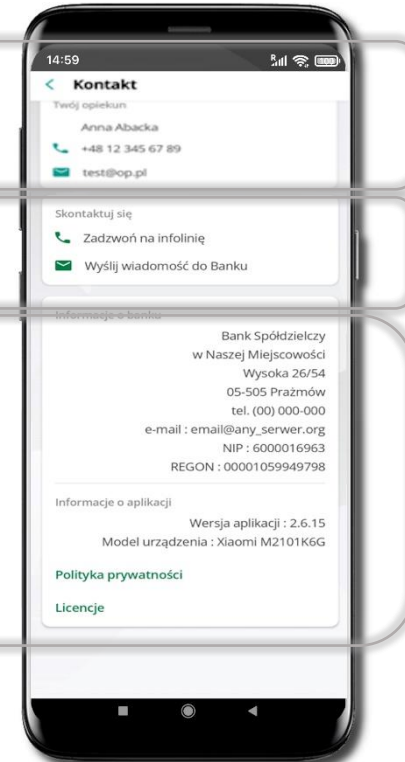 14:59
Kontakt
Twój opiekun
Anna Abacka
+48 12 345 67 89
test@op.pl
Skontaktuj się
Zadzwoń na infolinię
Wyślij wiadomość do Banku
Informacje o banku
Bank Spółdzielczy
w Naszej Miejscowości
Wysoka 26/54
05-505 Prażmów
tel. (00) 000-000
e-mail : email@any_serwer.org
NIP : 6000016963
REGON : 00001059949798
Informacje o aplikacji
Wersja aplikacji : 2.6.15
Model urządzenia : Xiaomi M2101K6G
Polityka prywatności
Licencje